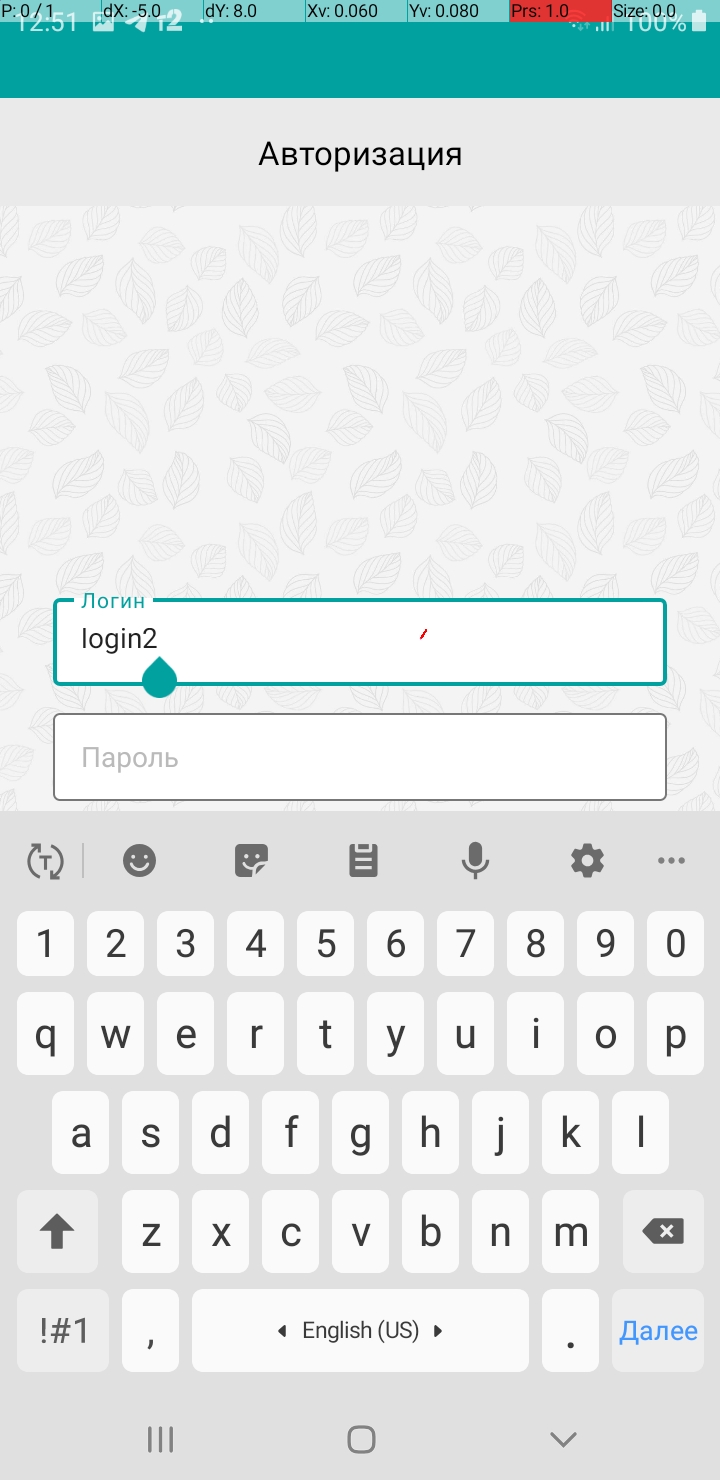 P: 0 / 1 dX: -5.0 dY: 8.0 Xv: 0.060 Yv: 0.080 Prs: 1.0 Size: 0.0
12:51 T2 100%
Авторизация
Логин
login2
Пароль
T
1 2 3 4 5 6 7 8 9 0
q w e r t y u i o p
a s d f g h j k l
z x c v b n m
!#1 , English (US) . Далее